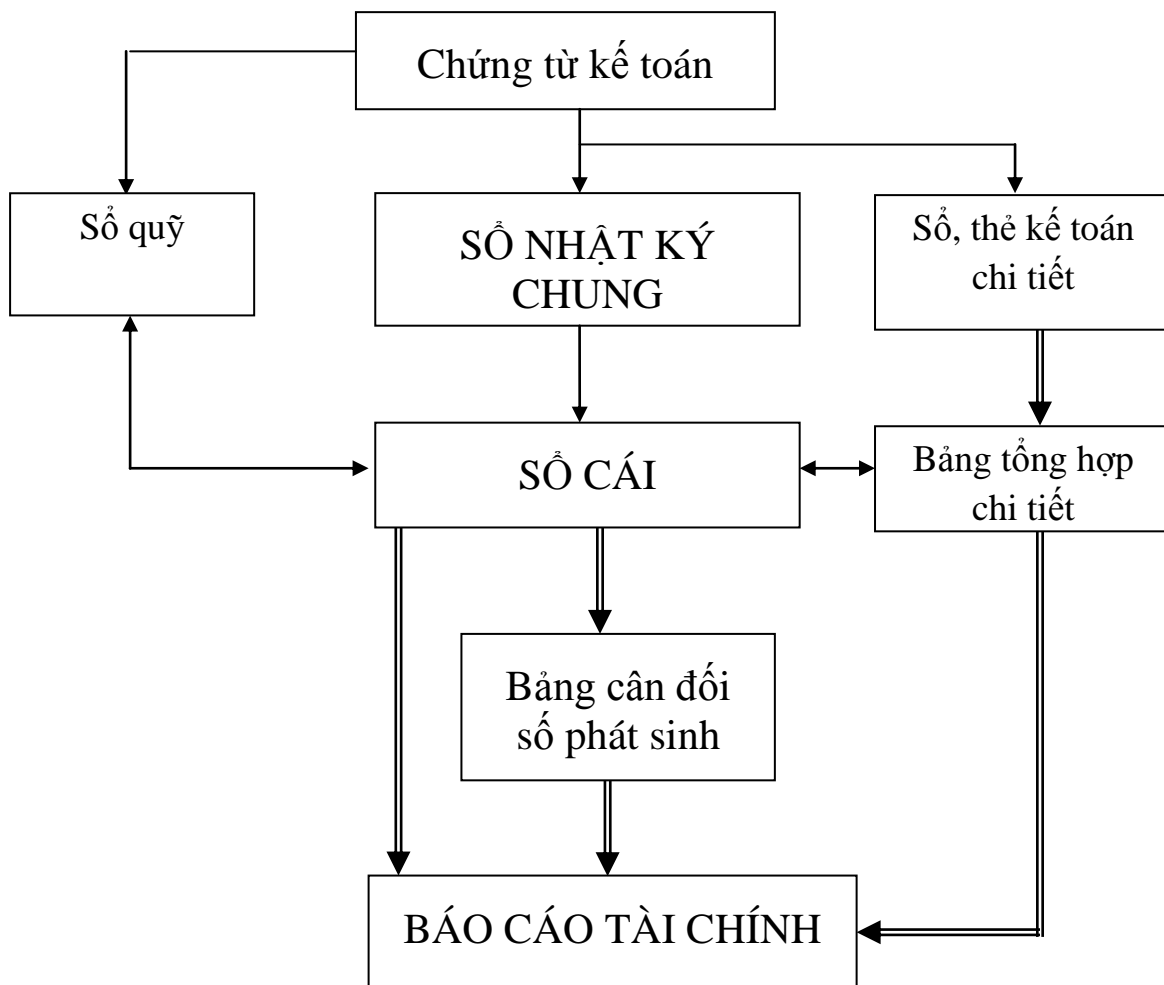 Chứng từ kế toán
Sổ quỹ
SỔ NHẬT KÝ
CHUNG
Sổ, thẻ kế toán
chi tiết
SỔ CÁI
Bảng tổng hợp
chi tiết
Bảng cân đối
số phát sinh
BÁO CÁO TÀI CHÍNH